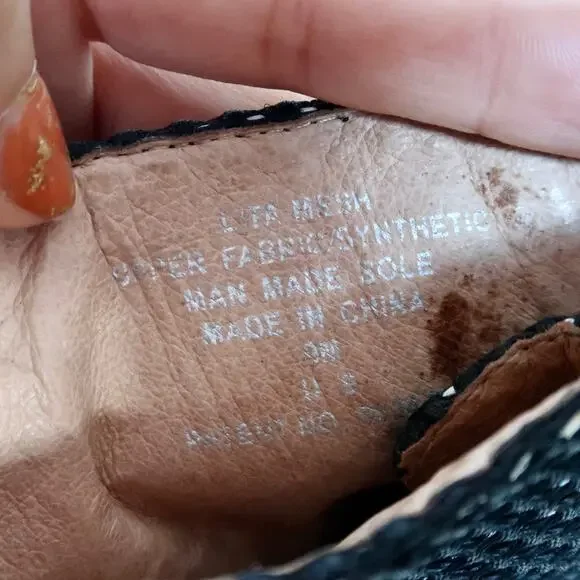 LITA MESH
UPPER FABRIC/SYNTHETIC
MAN MADE SOLE
MADE IN CHINA
9M
U S
PATENT NO.